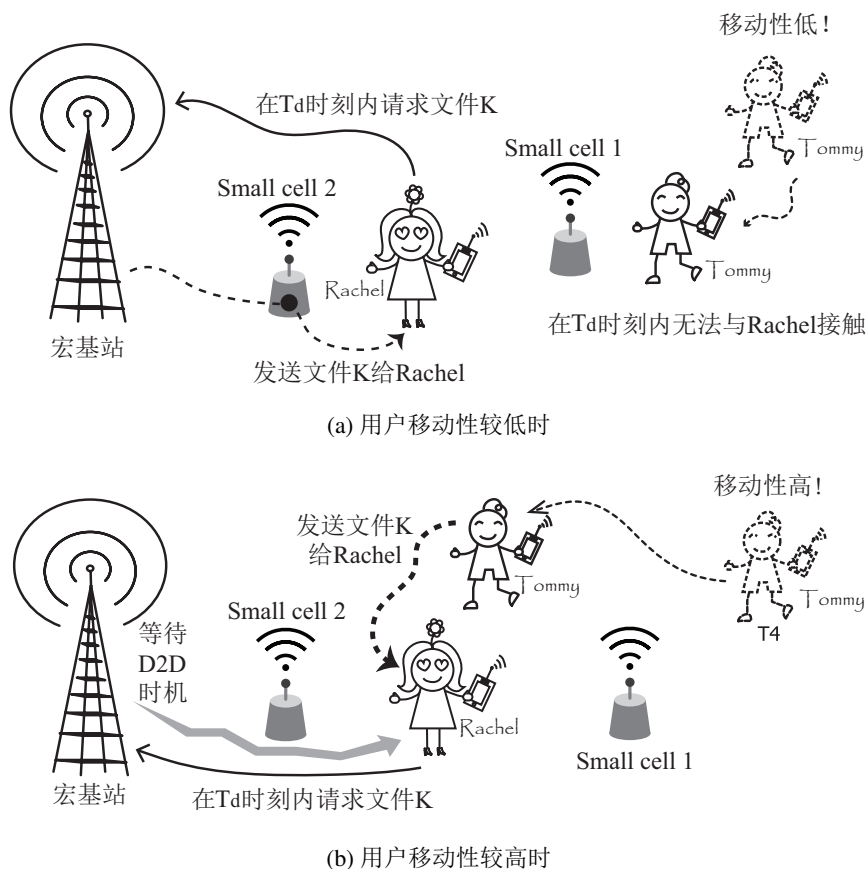 移动性低!
在Td时刻内请求文件K
Tommy
Small cell 1
Small cell 2
Rachel
Tommy
宏基站
在Td时刻内无法与Rachel接触
发送文件K给Rachel
(a) 用户移动性较低时
移动性高!
发送文件K
给Rachel
Tommy
Tommy
T4
Small cell 2
等待
D2D
时机
Rachel
Small cell 1
宏基站
在Td时刻内请求文件K
(b) 用户移动性较高时